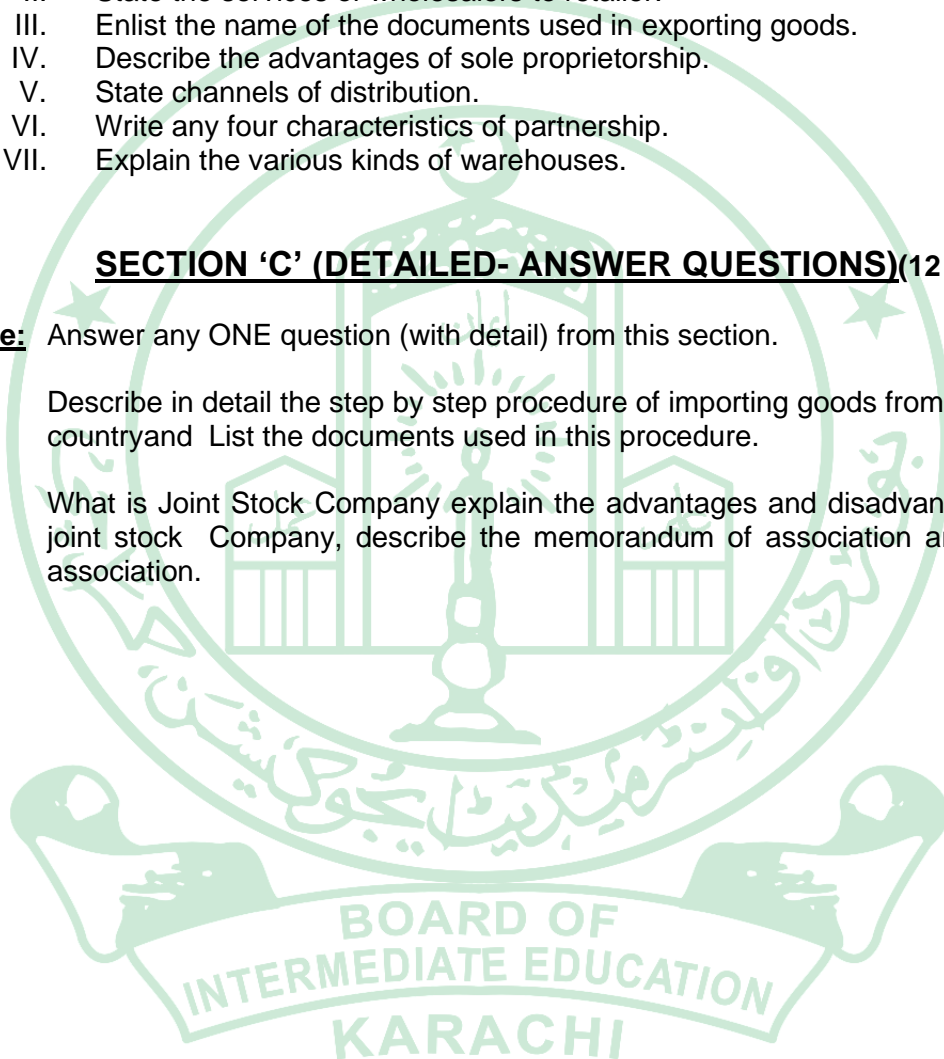 State the services of wholesalers to retailer.
III. Enlist the name of the documents used in exporting goods.
IV. Describe the advantages of sole proprietorship.
V. State channels of distribution.
VI. Write any four characteristics of partnership.
VII. Explain the various kinds of warehouses.
SECTION ‘C’ (DETAILED- ANSWER QUESTIONS)(12
e: Answer any ONE question (with detail) from this section.
Describe in detail the step by step procedure of importing goods from
countryand List the documents used in this procedure.
What is Joint Stock Company explain the advantages and disadvan
joint stock Company, describe the memorandum of association a
association.
BOARD OF
INTERMEDIATE EDUCATION
KARACHI